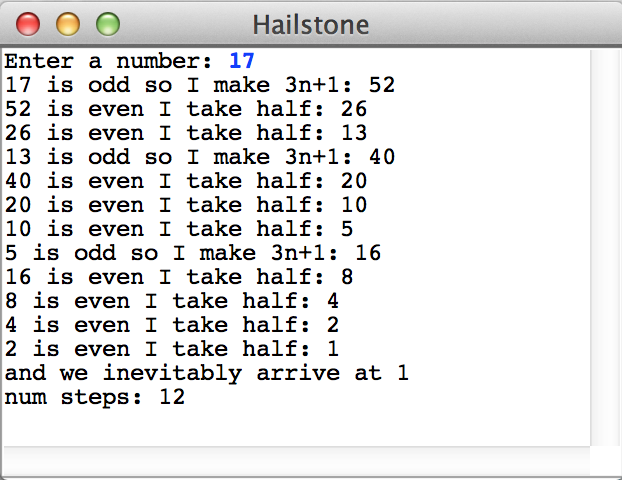 Hailstone
Enter a number: 17
17 is odd so I make 3n+1: 52
52 is even I take half: 26
26 is even I take half: 13
13 is odd so I make 3n+1: 40
40 is even I take half: 20
20 is even I take half: 10
10 is even I take half: 5
5 is odd so I make 3n+1: 16
16 is even I take half: 8
8 is even I take half: 4
4 is even I take half: 2
2 is even I take half: 1
and we inevitably arrive at 1
num steps: 12